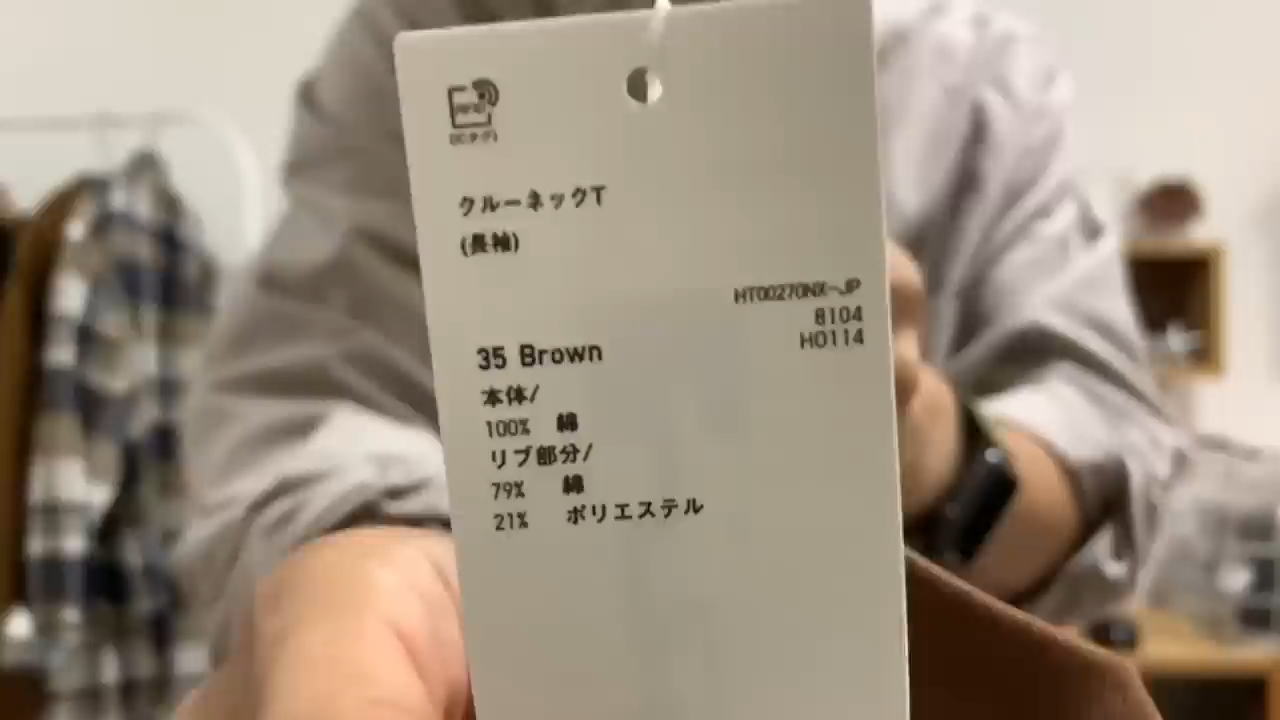 クルーネックT
(長袖)
HT00270NX-JP
8104
H0114
35 Brown
本体/
100% 綿
リブ部分/
79% 綿
21% ポリエステル